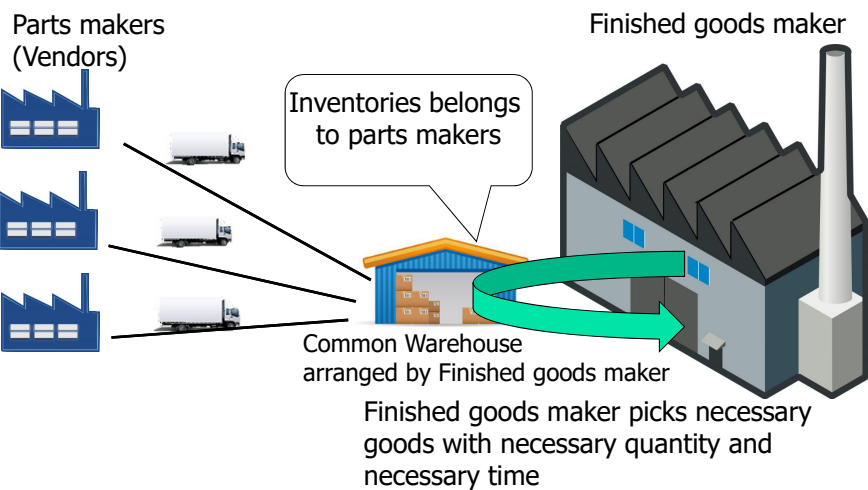 Parts makers
(Vendors)
Finished goods maker
Inventories belongs
to parts makers
Common Warehouse
arranged by Finished goods maker
Finished goods maker picks necessary
goods with necessary quantity and
necessary time